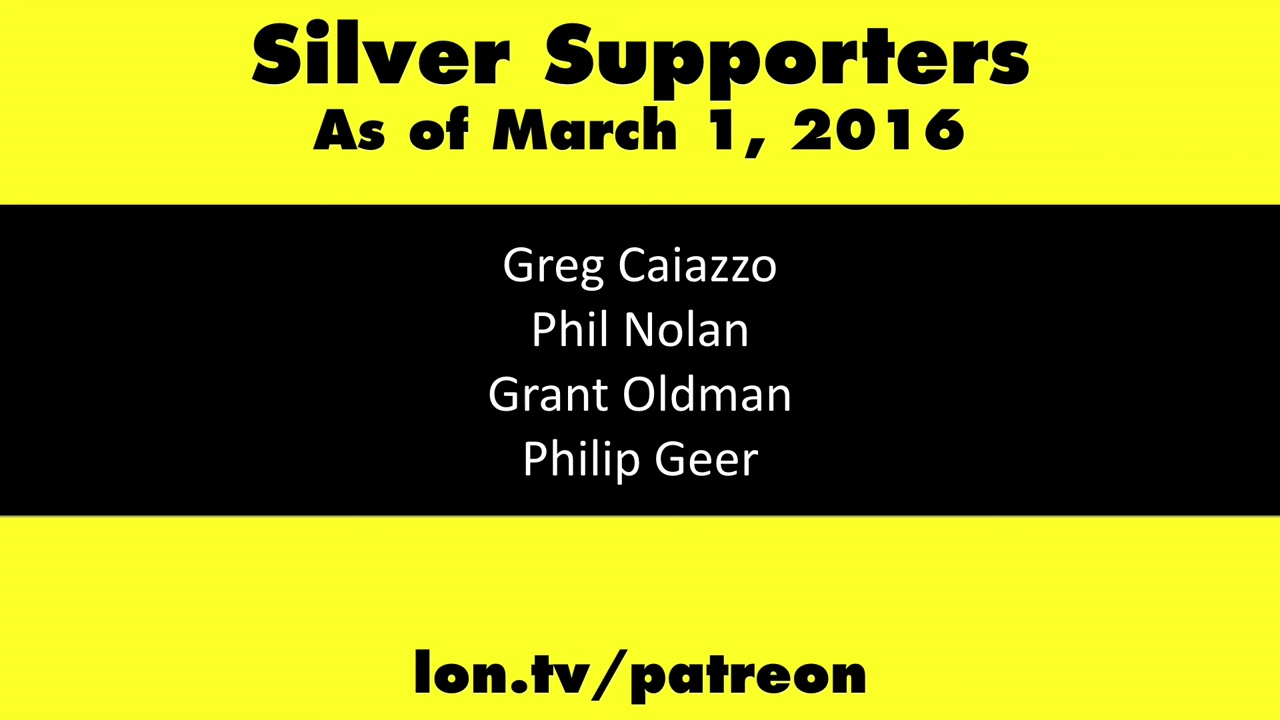 Silver Supporters
As of March 1, 2016
Greg Caiazzo
Phil Nolan
Grant Oldman
Philip Geer
lon.tv/patreon